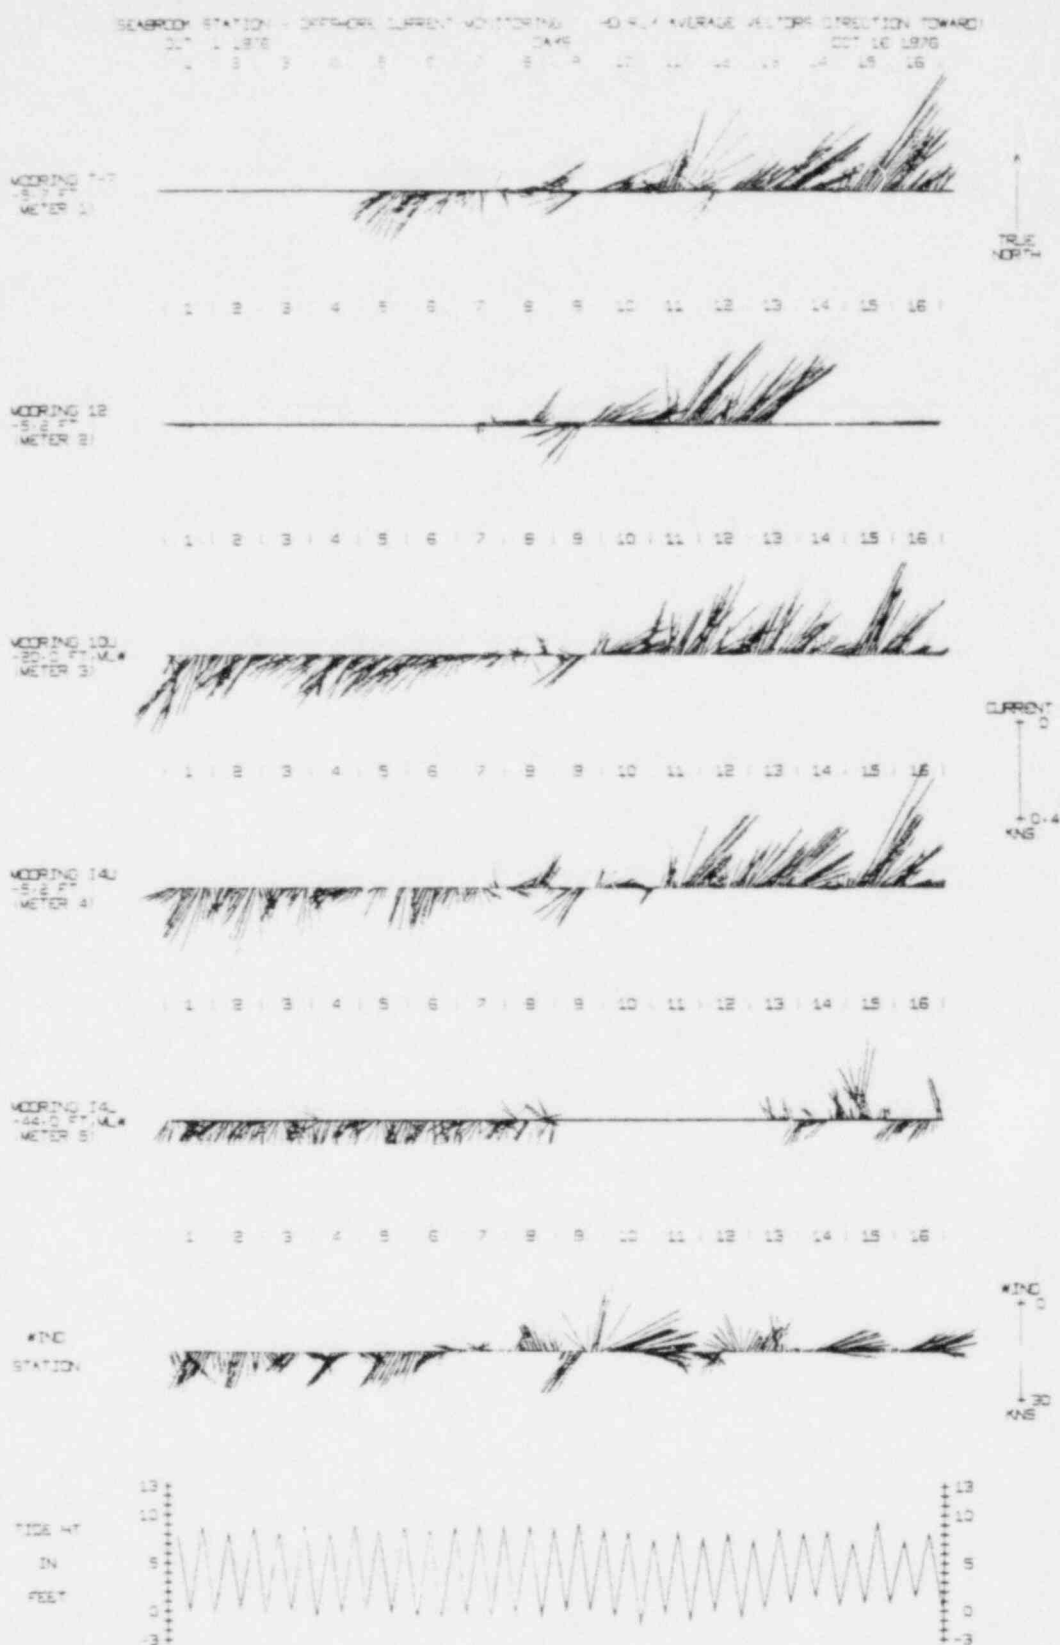 SEABROOK STATION - OFFSHORE CURRENT MONITORING HOURLY AVERAGE VECTORS (DIRECTION TOWARD)
OCT 1 1976 DAYS OCT 16 1976
1 2 3 4 5 6 7 8 9 10 11 12 13 14 15 16
MOORING
(METER 1)
TRUE
NORTH
1 2 3 4 5 6 7 8 9 10 11 12 13 14 15 16
MOORING 12
(METER 2)
1 2 3 4 5 6 7 8 9 10 11 12 13 14 15 16
MOORING 10U
(METER 3)
CURRENT
0
0.4
KNS
1 2 3 4 5 6 7 8 9 10 11 12 13 14 15 16
MOORING I4U
(METER 4)
1 2 3 4 5 6 7 8 9 10 11 12 13 14 15 16
MOORING I4L
(METER 5)
1 2 3 4 5 6 7 8 9 10 11 12 13 14 15 16
WIND
STATION
WIND
0
30
KNS
TIDE HT
IN
FEET
13 13
10 10
5 5
0 0
-3 -3